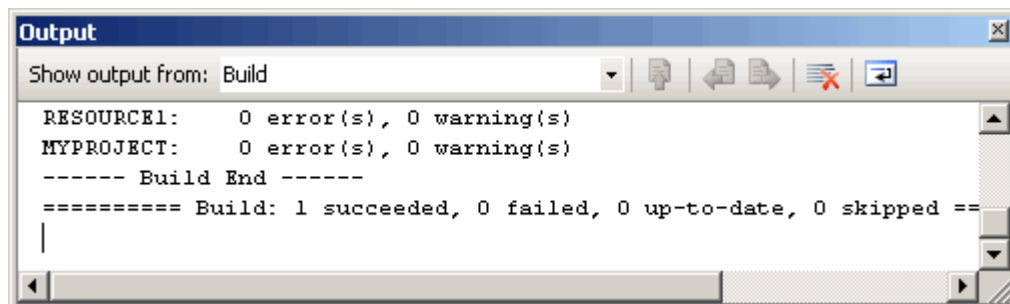 Output
Show output from: Build
RESOURCE1: 0 error(s), 0 warning(s)
MYPROJECT: 0 error(s), 0 warning(s)
------ Build End ------
========== Build: 1 succeeded, 0 failed, 0 up-to-date, 0 skipped ==